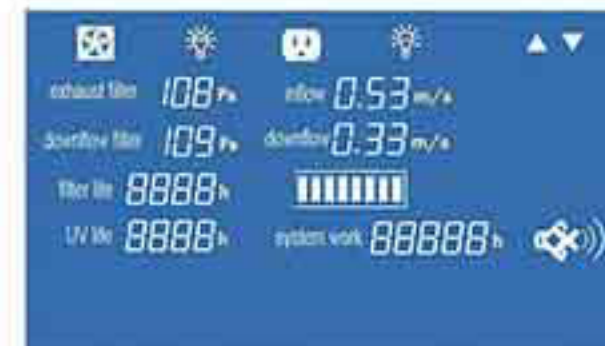 exhaust filter 108 Pa inflow 0.53 m/s
downflow filter 109 Pa downflow 0.33 m/s
filter life 8888 h
UV life 8888 h system work 88888 h